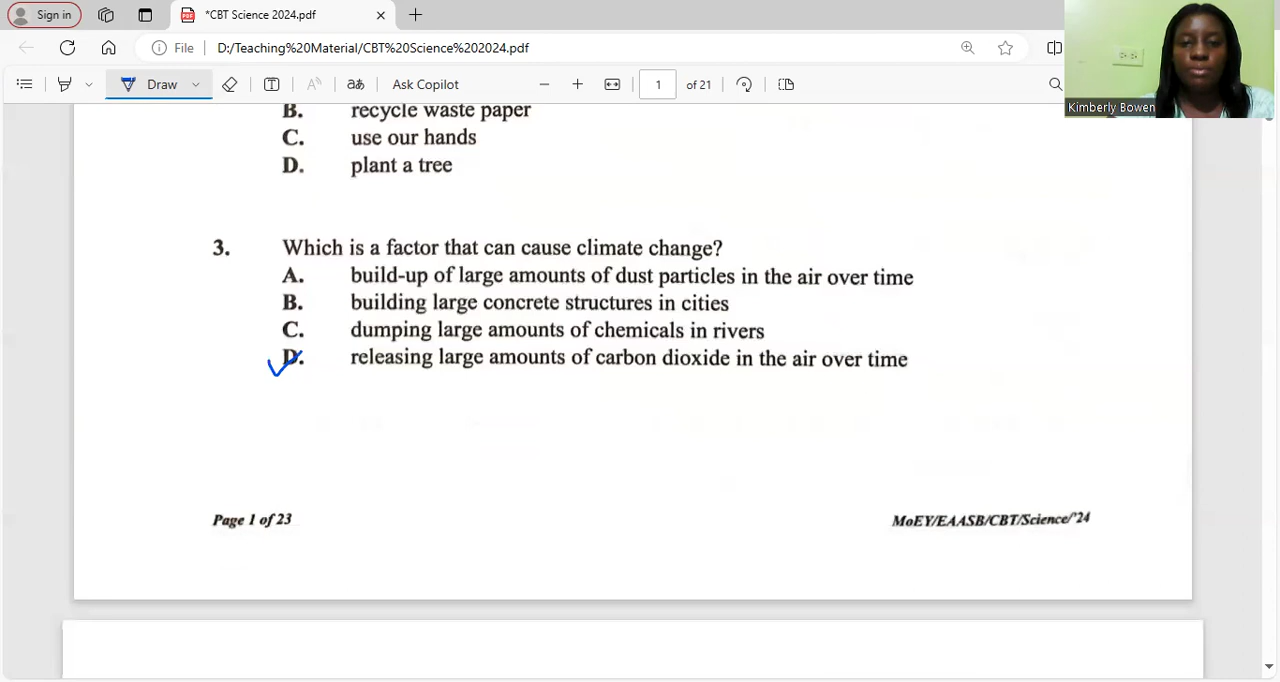 Sign in
*CBT Science 2024.pdf
File
D:/Teaching%20Material/CBT%20Science%202024.pdf
Draw
Ask Copilot
1
of 21
Kimberly Bowen
B. recycle waste paper
C. use our hands
D. plant a tree
3. Which is a factor that can cause climate change?
A. build-up of large amounts of dust particles in the air over time
B. building large concrete structures in cities
C. dumping large amounts of chemicals in rivers
D. releasing large amounts of carbon dioxide in the air over time
Page 1 of 23
MoEY/EAASB/CBT/Science/'24